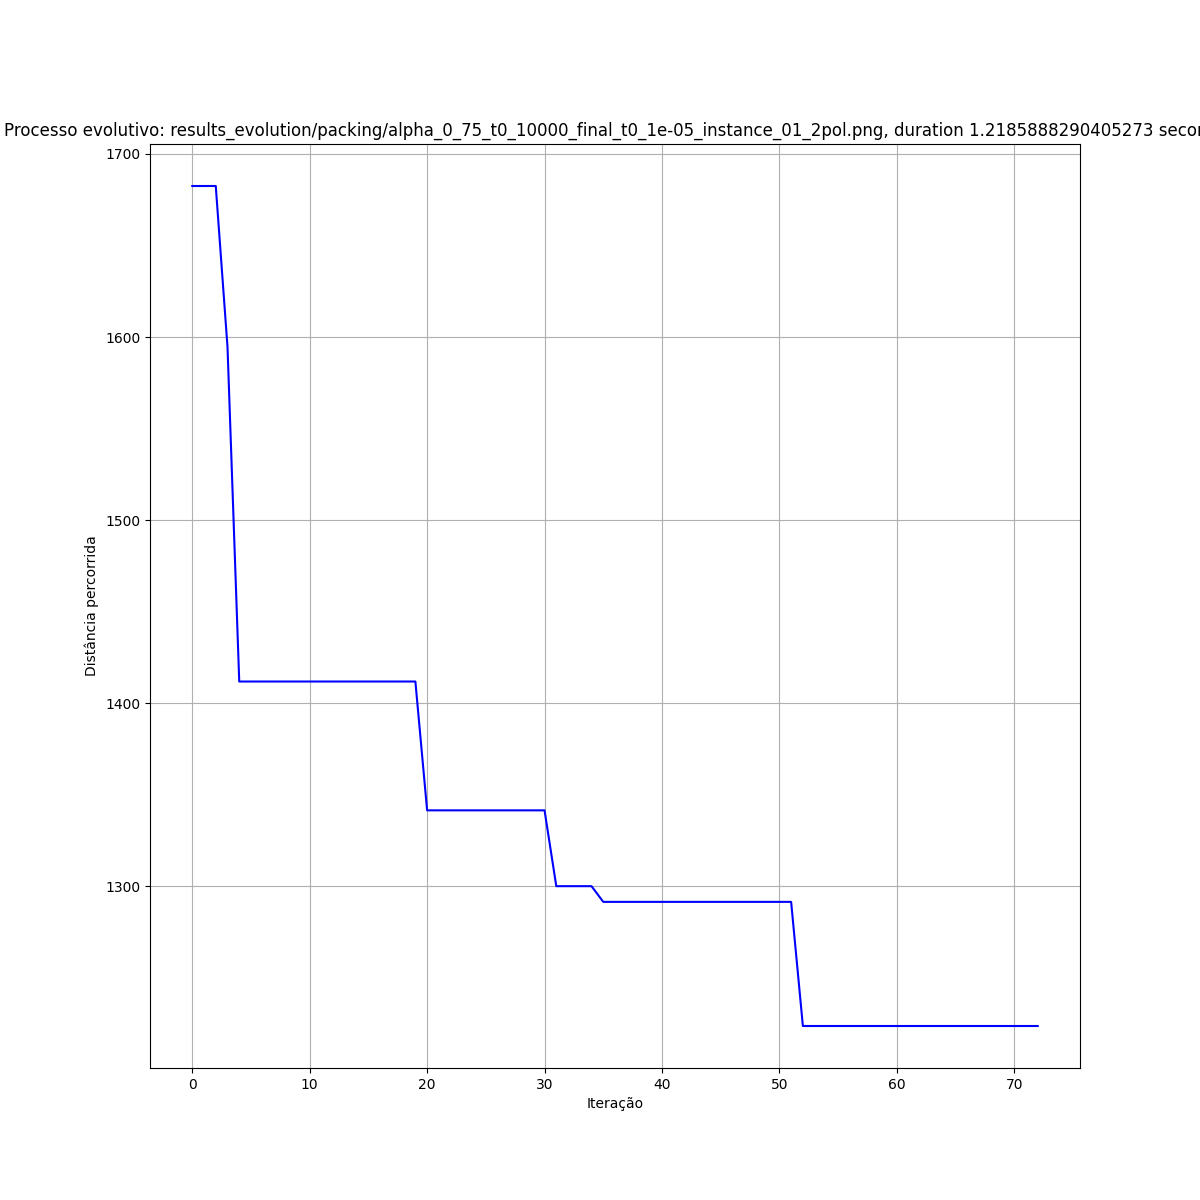 Processo evolutivo: results_evolution/packing/alpha_0_75_t0_10000_final_t0_1e-05_instance_01_2pol.png, duration 1.2185888290405273
1700
1600
1500
1400
1300
Distância percorrida
0 10 20 30 40 50 60 70
Iteração